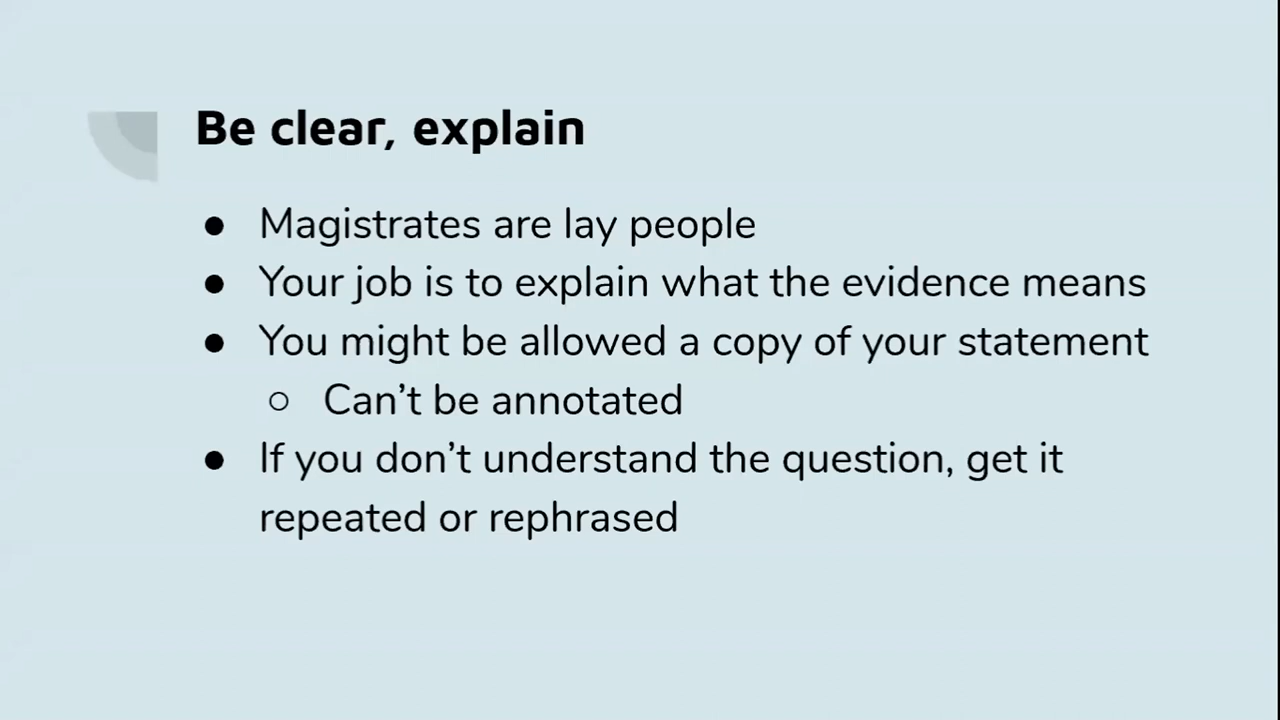 Be clear, explain
● Magistrates are lay people
● Your job is to explain what the evidence means
● You might be allowed a copy of your statement
○ Can’t be annotated
● If you don’t understand the question, get it
repeated or rephrased